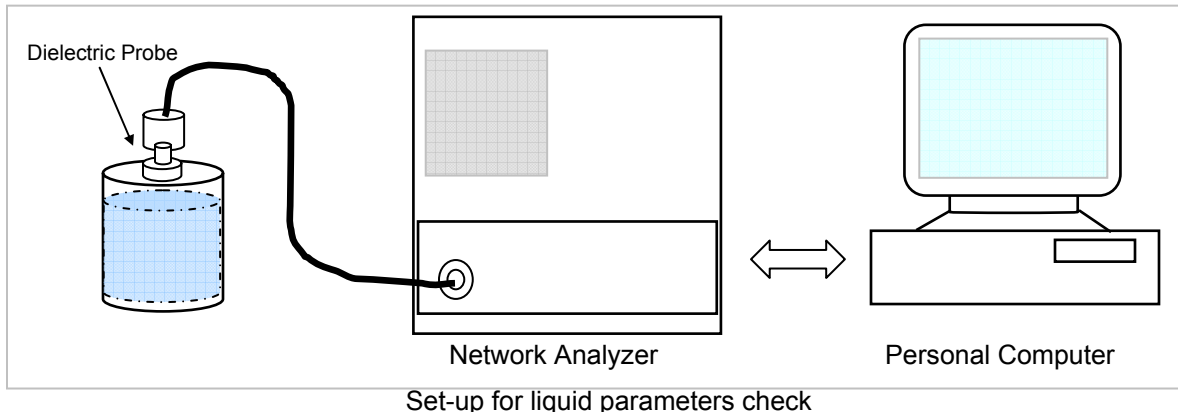 Dielectric Probe
Network Analyzer
Personal Computer
Set-up for liquid parameters check